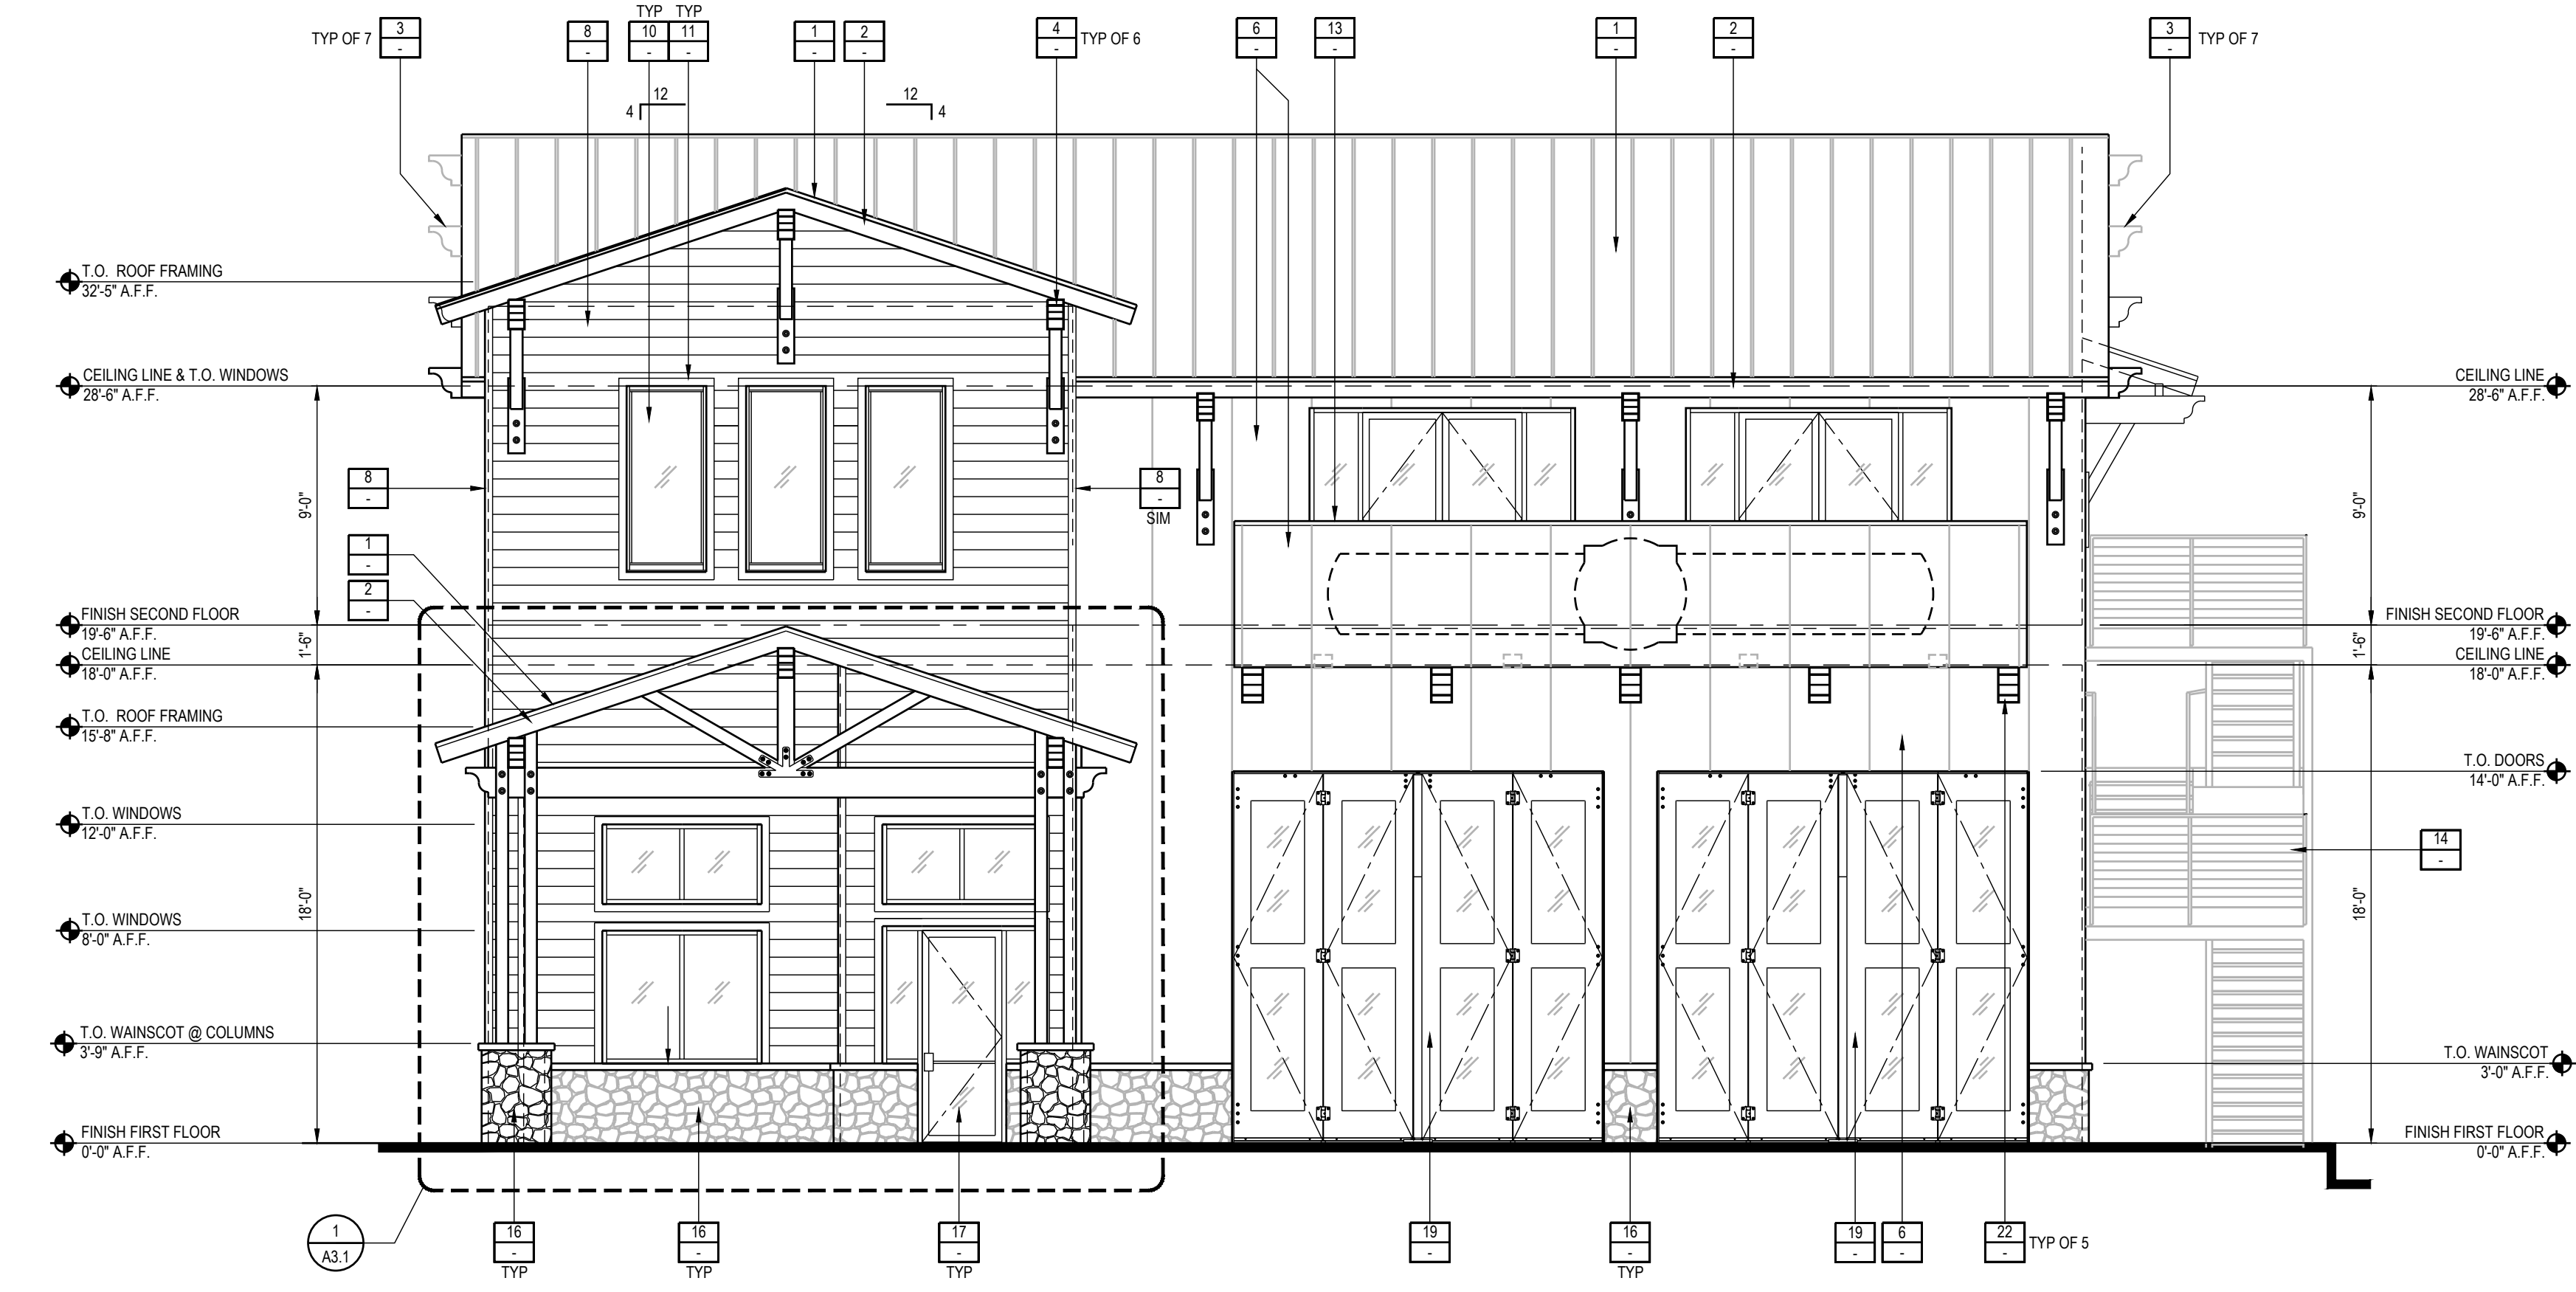 TYP OF 7
3
-
8
-
TYP
10
-
TYP
11
-
1
-
2
-
4
-
TYP OF 6
6
-
13
-
1
-
2
-
3
-
TYP OF 7
12
4
12
4
T.O. ROOF FRAMING
32'-5" A.F.F.
CEILING LINE & T.O. WINDOWS
28'-6" A.F.F.
CEILING LINE
28'-6" A.F.F.
8
-
8
-
SIM
9'-0"
9'-0"
1
-
2
-
FINISH SECOND FLOOR
19'-6" A.F.F.
FINISH SECOND FLOOR
19'-6" A.F.F.
1'-6"
1'-6"
CEILING LINE
18'-0" A.F.F.
CEILING LINE
18'-0" A.F.F.
T.O. ROOF FRAMING
15'-8" A.F.F.
T.O. DOORS
14'-0" A.F.F.
T.O. WINDOWS
12'-0" A.F.F.
14
-
18'-0"
18'-0"
T.O. WINDOWS
8'-0" A.F.F.
T.O. WAINSCOT @ COLUMNS
3'-9" A.F.F.
T.O. WAINSCOT
3'-0" A.F.F.
FINISH FIRST FLOOR
0'-0" A.F.F.
FINISH FIRST FLOOR
0'-0" A.F.F.
1
A3.1
16
-
TYP
16
-
TYP
17
-
TYP
19
-
16
-
TYP
19
-
6
-
22
-
TYP OF 5